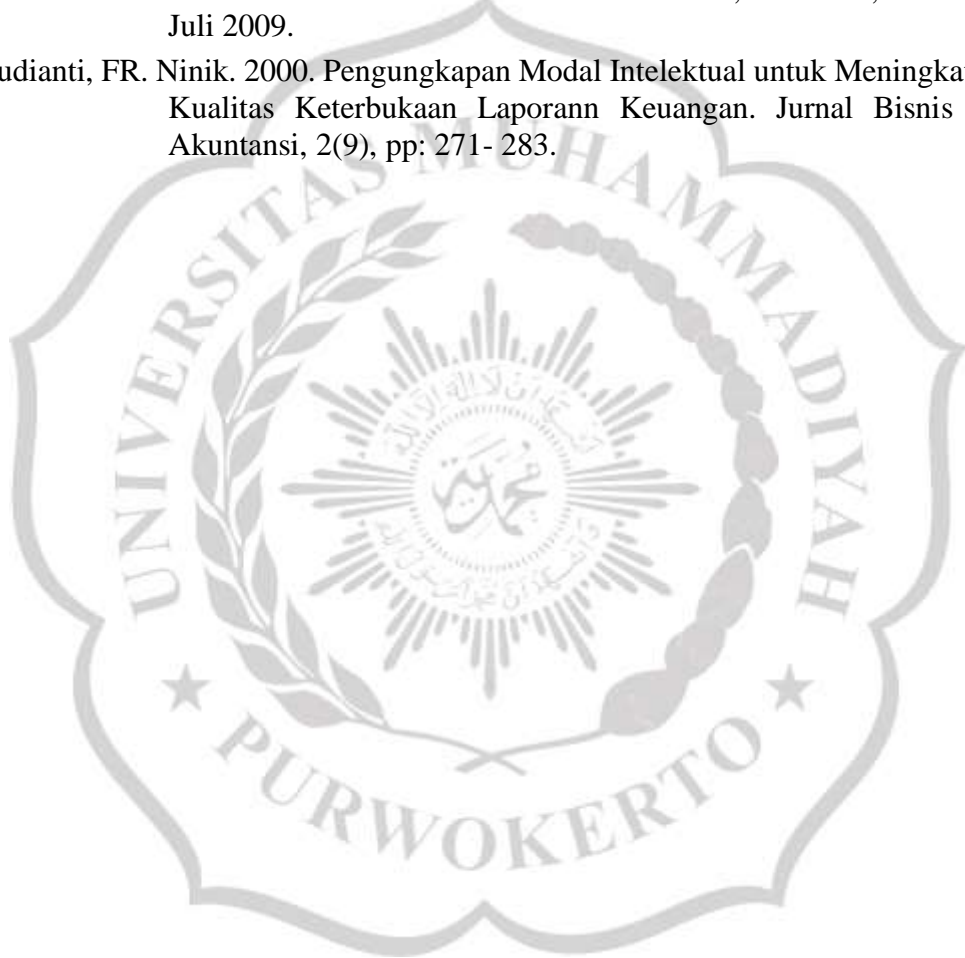 Juli 2009.
udianti, FR. Ninik. 2000. Pengungkapan Modal Intelektual untuk Meningka
Kualitas Keterbukaan Laporann Keuangan. Jurnal Bisnis
Akuntansi, 2(9), pp: 271- 283.
UNIVERSITAS MUHAMMADIYAH
PURWOKERTO